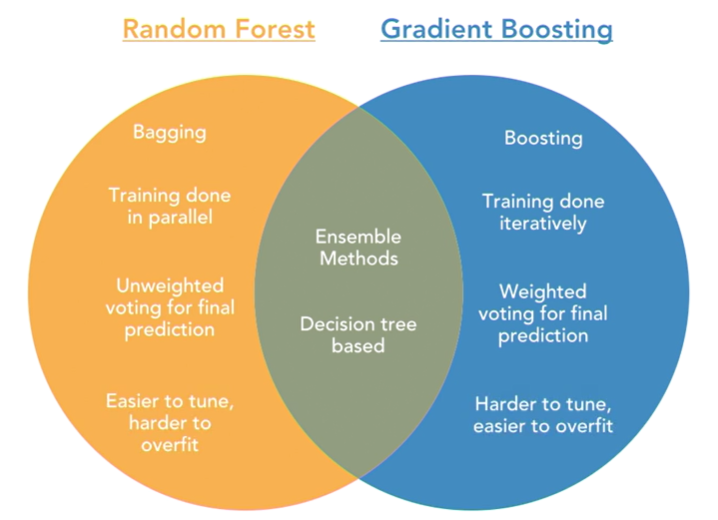 Random Forest
Gradient Boosting
Bagging
Training done
in parallel
Unweighted
voting for final
prediction
Easier to tune,
harder to
overfit
Ensemble
Methods
Decision tree
based
Boosting
Training done
iteratively
Weighted
voting for final
prediction
Harder to tune,
easier to overfit